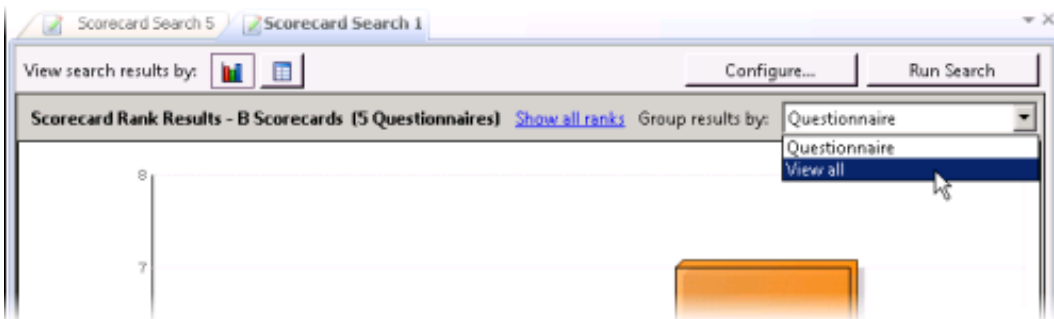 Scorecard Search 5 Scorecard Search 1
View search results by: Configure... Run Search
Scorecard Rank Results - B Scorecards (5 Questionnaires) Show all ranks Group results by: Questionnaire
Questionnaire
View all
8
7